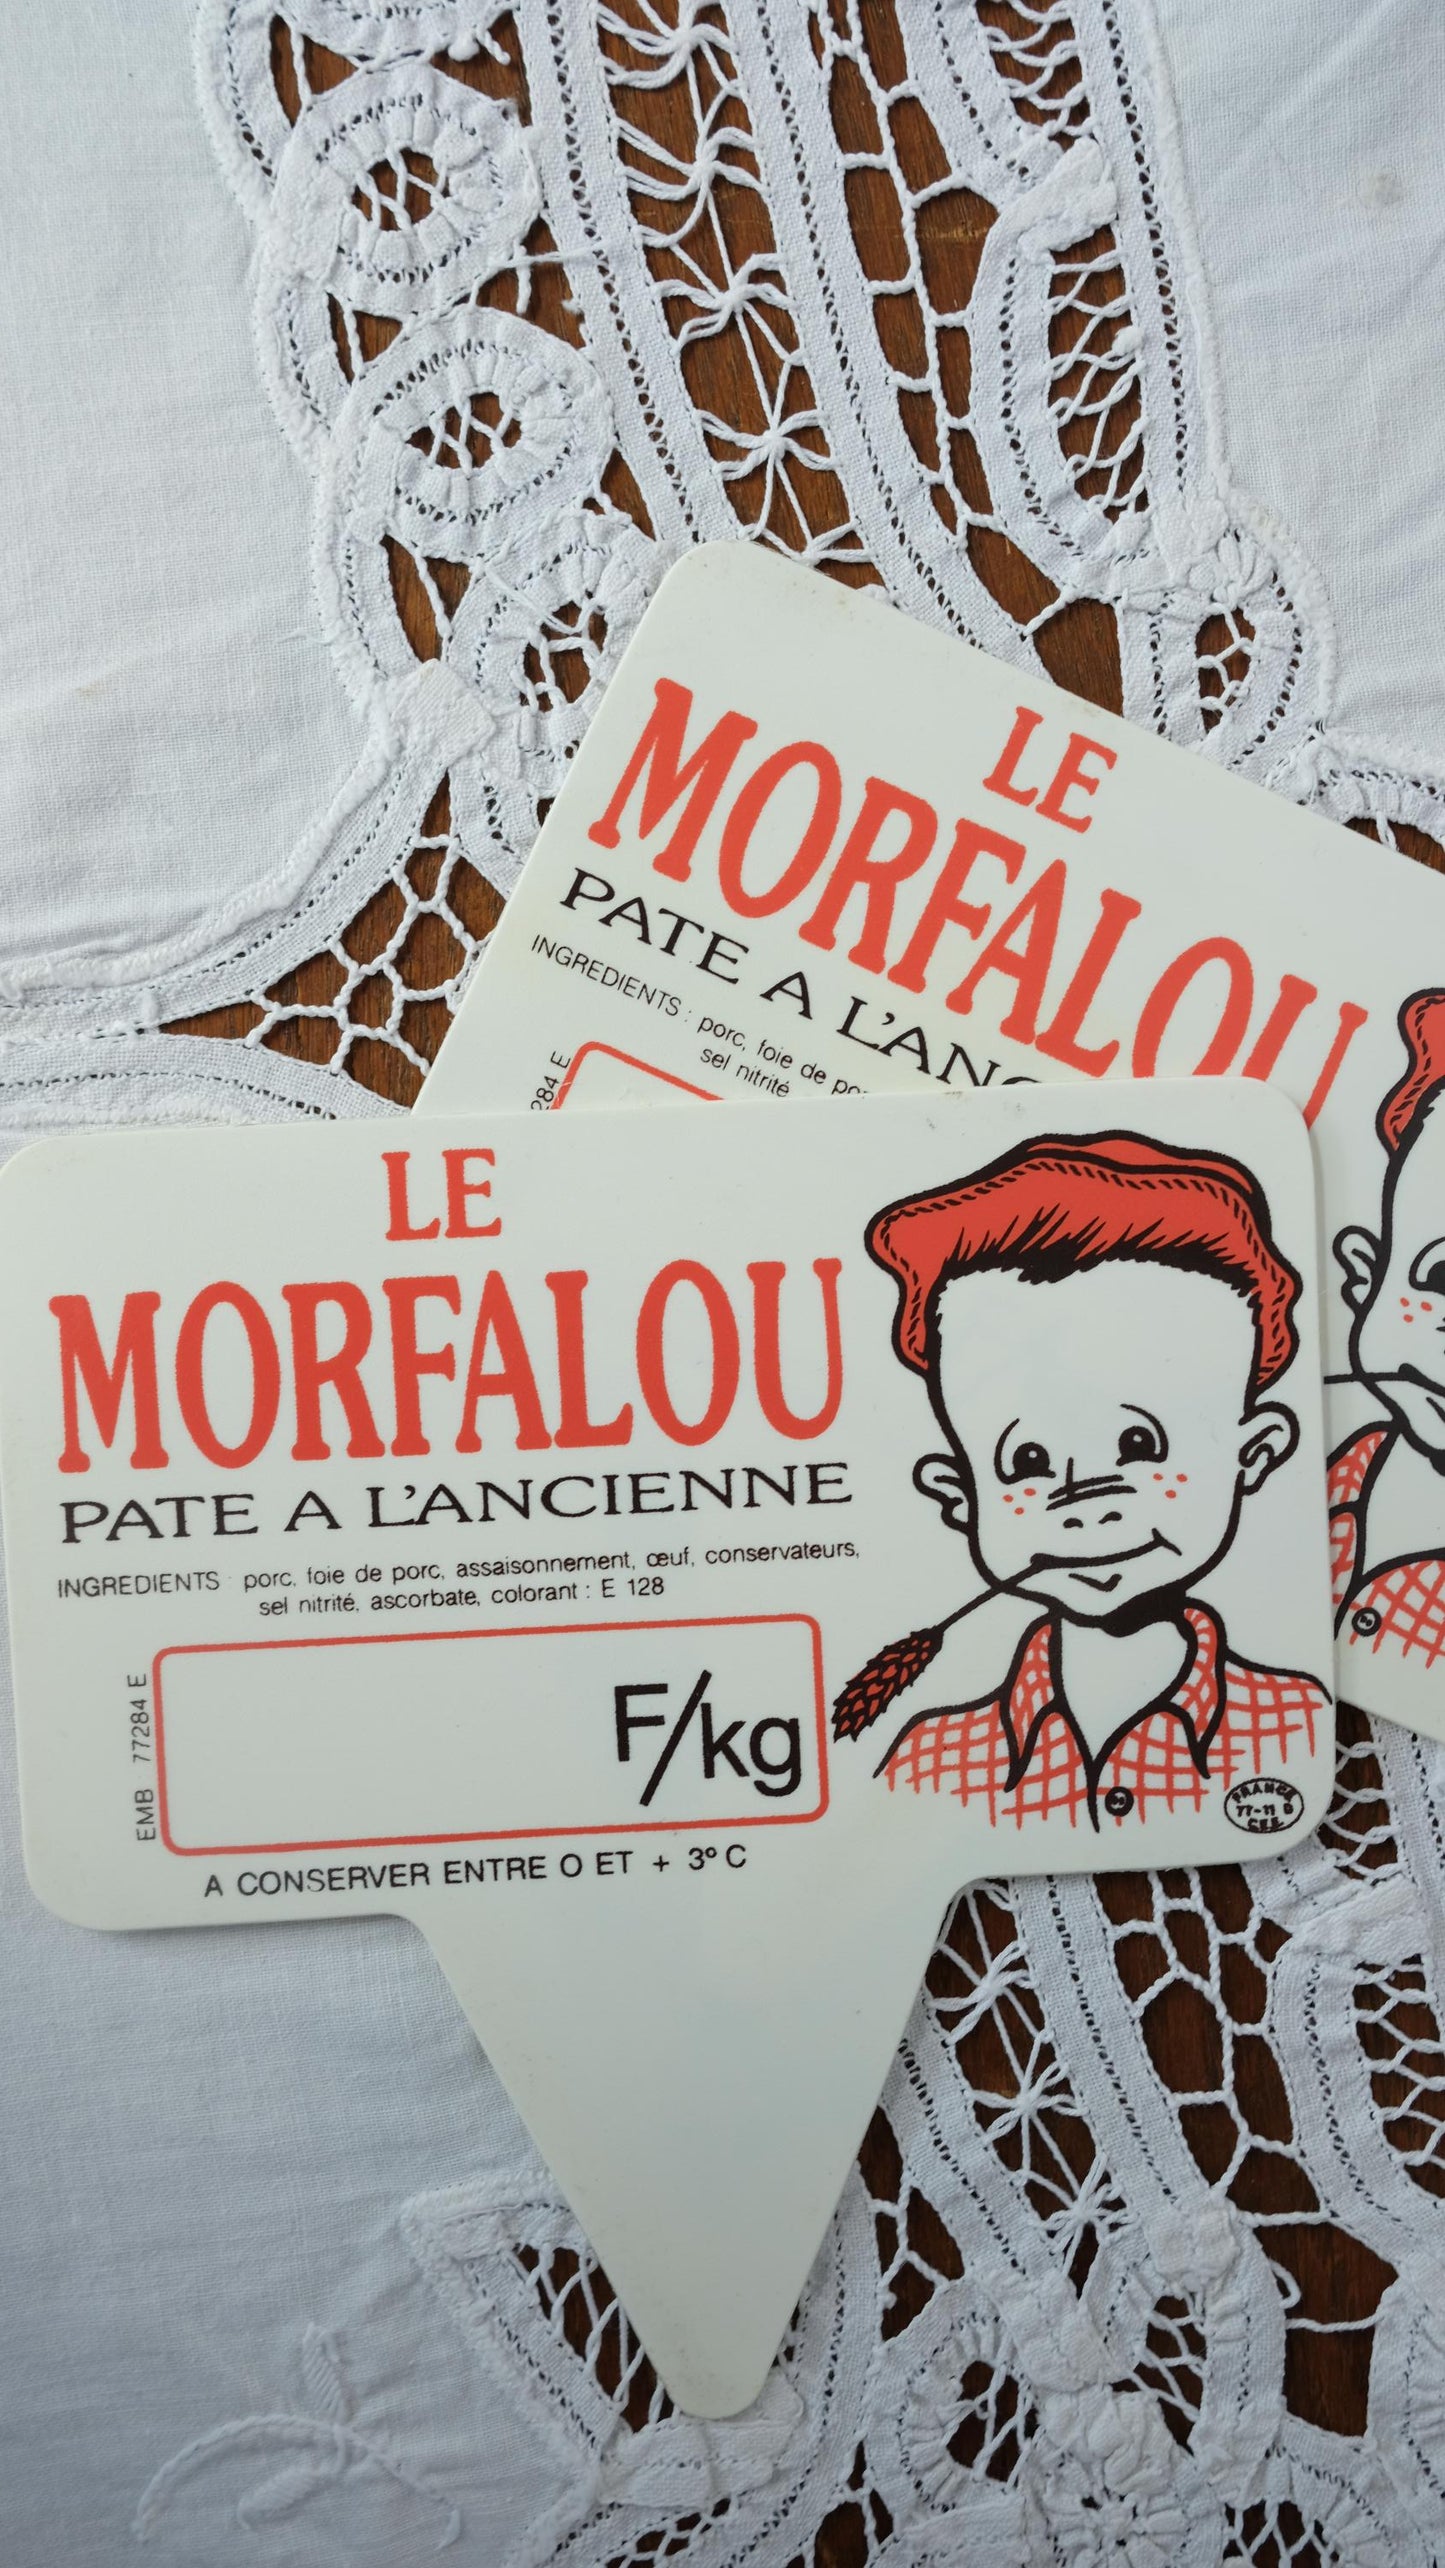 LE
MORFALOU
PATE A L'ANC
INGREDIENTS : porc, foie de po
sel nitrité
284 E
LE
MORFALOU
PATE A L'ANCIENNE
INGREDIENTS : porc, foie de porc, assaisonnement, œuf, conservateurs,
sel nitrité, ascorbate, colorant : E 128
EMB 77284 E
F/kg
A CONSERVER ENTRE O ET + 3° C
FRANCE
77-11 D
C.E.E.